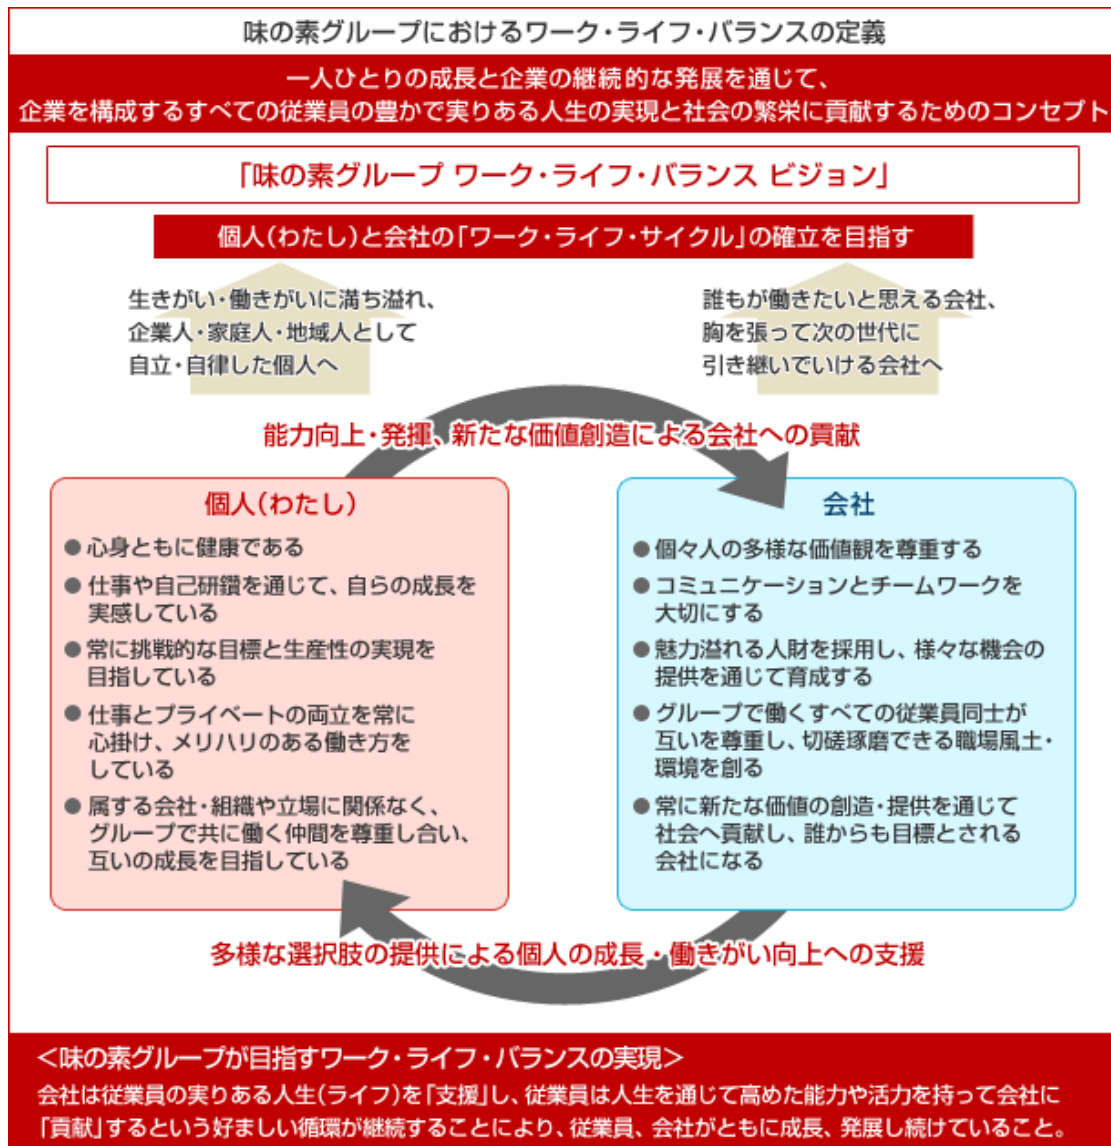 味の素グループにおけるワーク・ライフ・バランスの定義
一人ひとりの成長と企業の継続的な発展を通じて、
企業を構成するすべての従業員の豊かで実りある人生の実現と社会の繁栄に貢献するためのコンセプト
「味の素グループ ワーク・ライフ・バランス ビジョン」
個人(わたし)と会社の「ワーク・ライフ・サイクル」の確立を目指す
生きがい・働きがいに満ち溢れ、
企業人・家庭人・地域人として
自立・自律した個人へ
誰もが働きたいと思える会社、
胸を張って次の世代に
引き継いでいける会社へ
能力向上・発揮、新たな価値創造による会社への貢献
個人(わたし)
●心身ともに健康である
●仕事や自己研鑽を通じて、自らの成長を
実感している
●常に挑戦的な目標と生産性の実現を
目指している
●仕事とプライベートの両立を常に
心掛け、メリハリのある働き方を
している
●属する会社・組織や立場に関係なく、
グループで共に働く仲間を尊重し合い、
互いの成長を目指している
会社
●個々人の多様な価値観を尊重する
●コミュニケーションとチームワークを
大切にする
●魅力溢れる人財を採用し、様々な機会の
提供を通じて育成する
●グループで働くすべての従業員同士が
互いを尊重し、切磋琢磨できる職場風土・
環境を創る
●常に新たな価値の創造・提供を通じて
社会へ貢献し、誰からも目標とされる
会社になる
多様な選択肢の提供による個人の成長・働きがい向上への支援
＜味の素グループが目指すワーク・ライフ・バランスの実現＞
会社は従業員の実りある人生(ライフ)を「支援」し、従業員は人生を通じて高めた能力や活力を持って会社に
「貢献」するという好ましい循環が継続することにより、従業員、会社がともに成長、発展し続けていること。